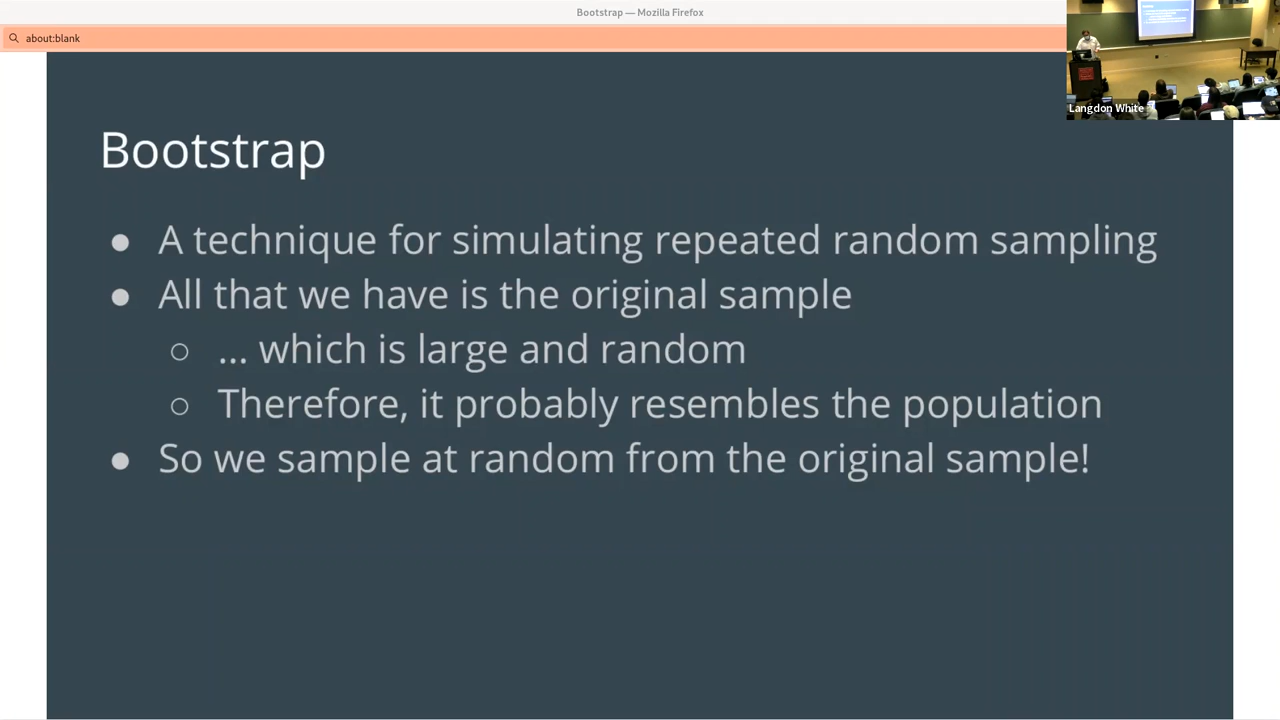 Bootstrap — Mozilla Firefox
about:blank
Langdon White
Bootstrap
● A technique for simulating repeated random sampling
● All that we have is the original sample
○ ... which is large and random
○ Therefore, it probably resembles the population
● So we sample at random from the original sample!